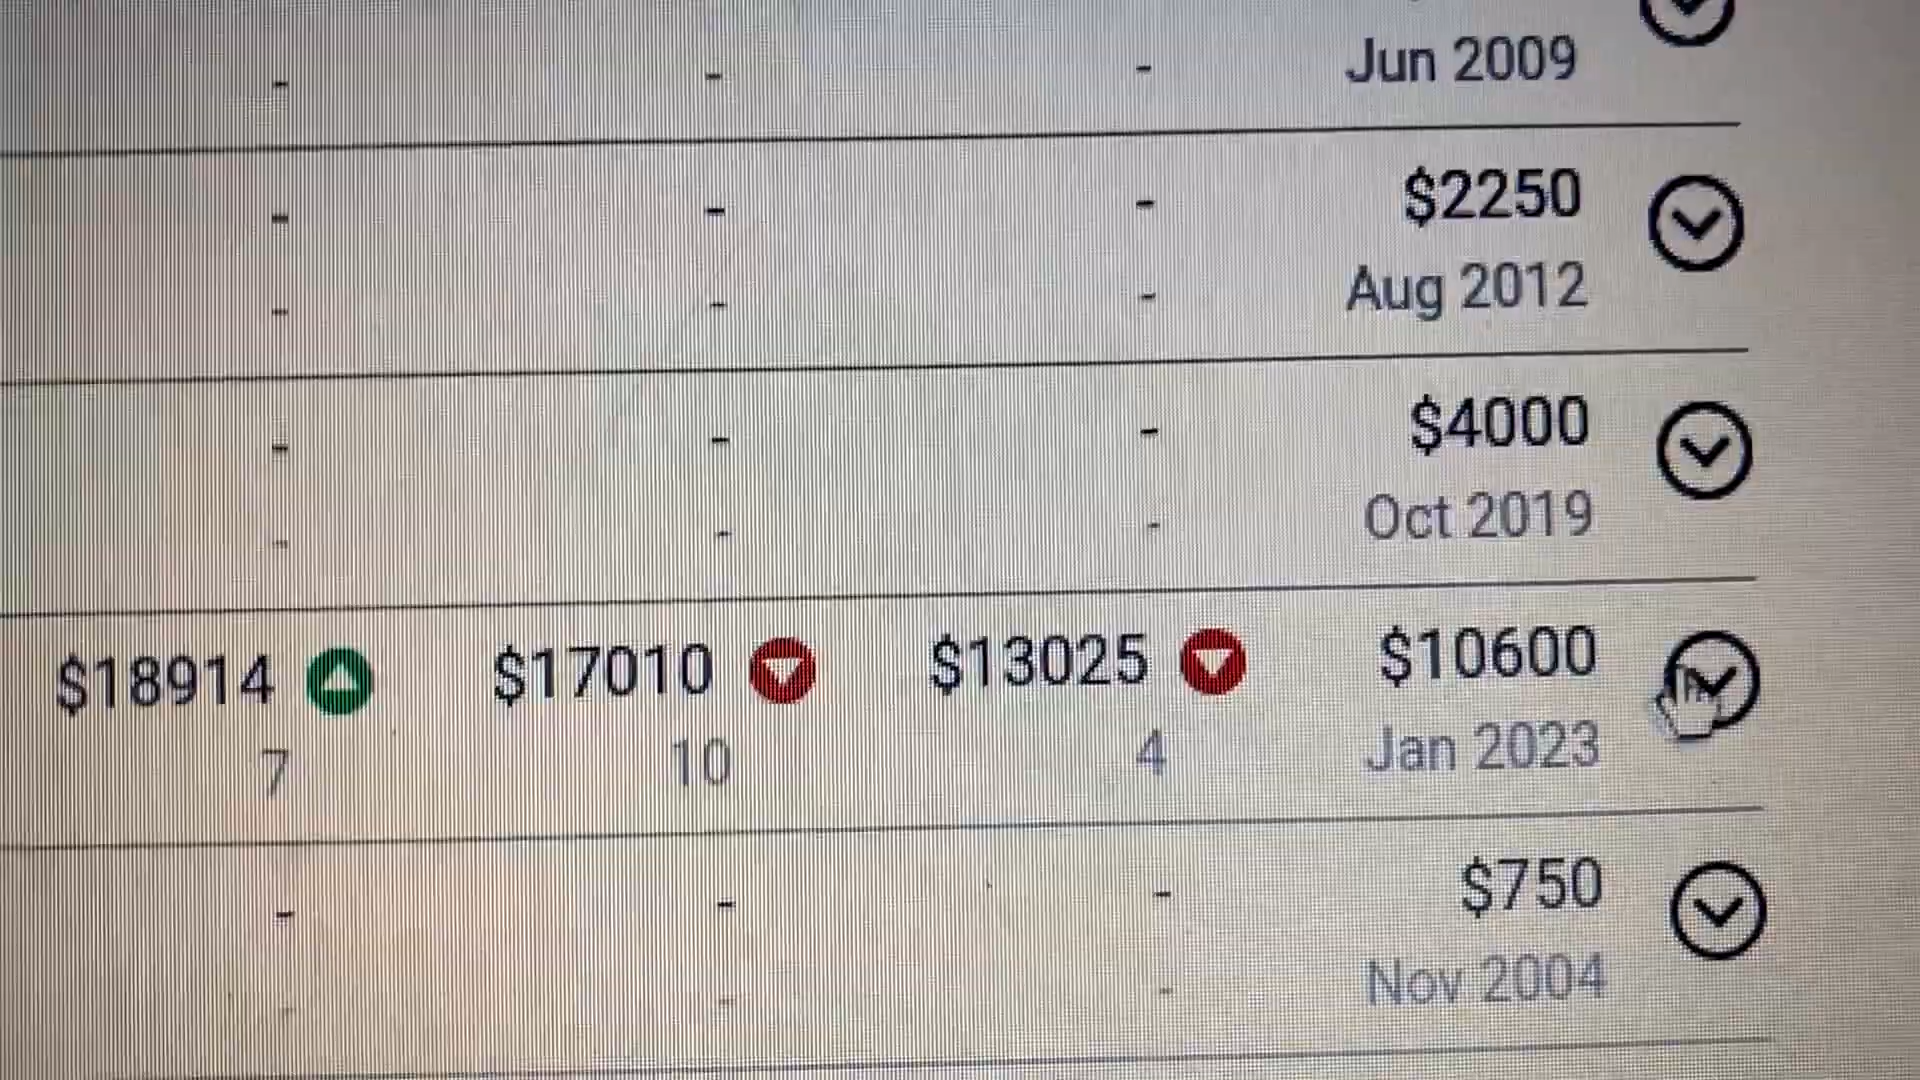 - - - Jun 2009
- - - $2250
- - - Aug 2012
- - - $4000
- - - Oct 2019
$18914 $17010 $13025 $10600
7 10 4 Jan 2023
- - - $750
- - - Nov 2004